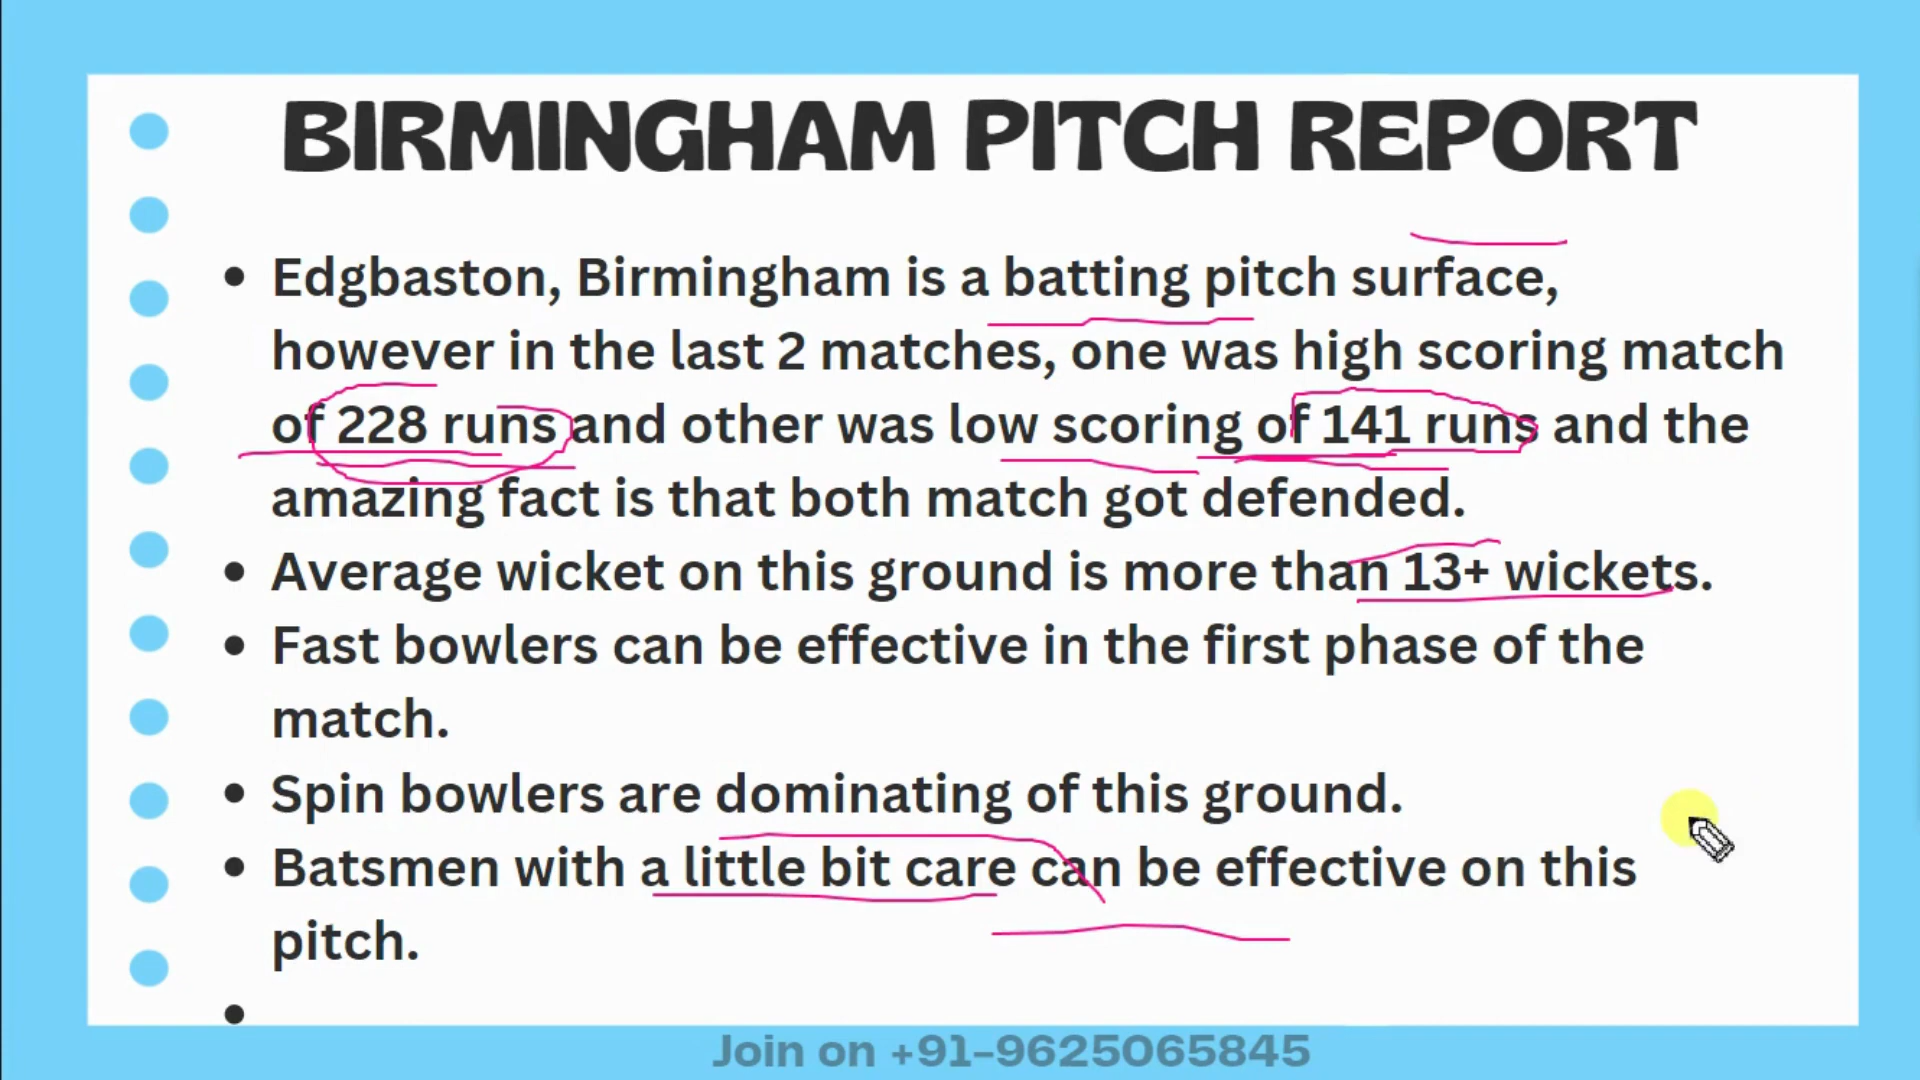 BIRMINGHAM PITCH REPORT
• Edgbaston, Birmingham is a batting pitch surface,
however in the last 2 matches, one was high scoring match
of 228 runs and other was low scoring of 141 runs and the
amazing fact is that both match got defended.
• Average wicket on this ground is more than 13+ wickets.
• Fast bowlers can be effective in the first phase of the
match.
• Spin bowlers are dominating of this ground.
• Batsmen with a little bit care can be effective on this
pitch.
•
Join on +91-9625065845